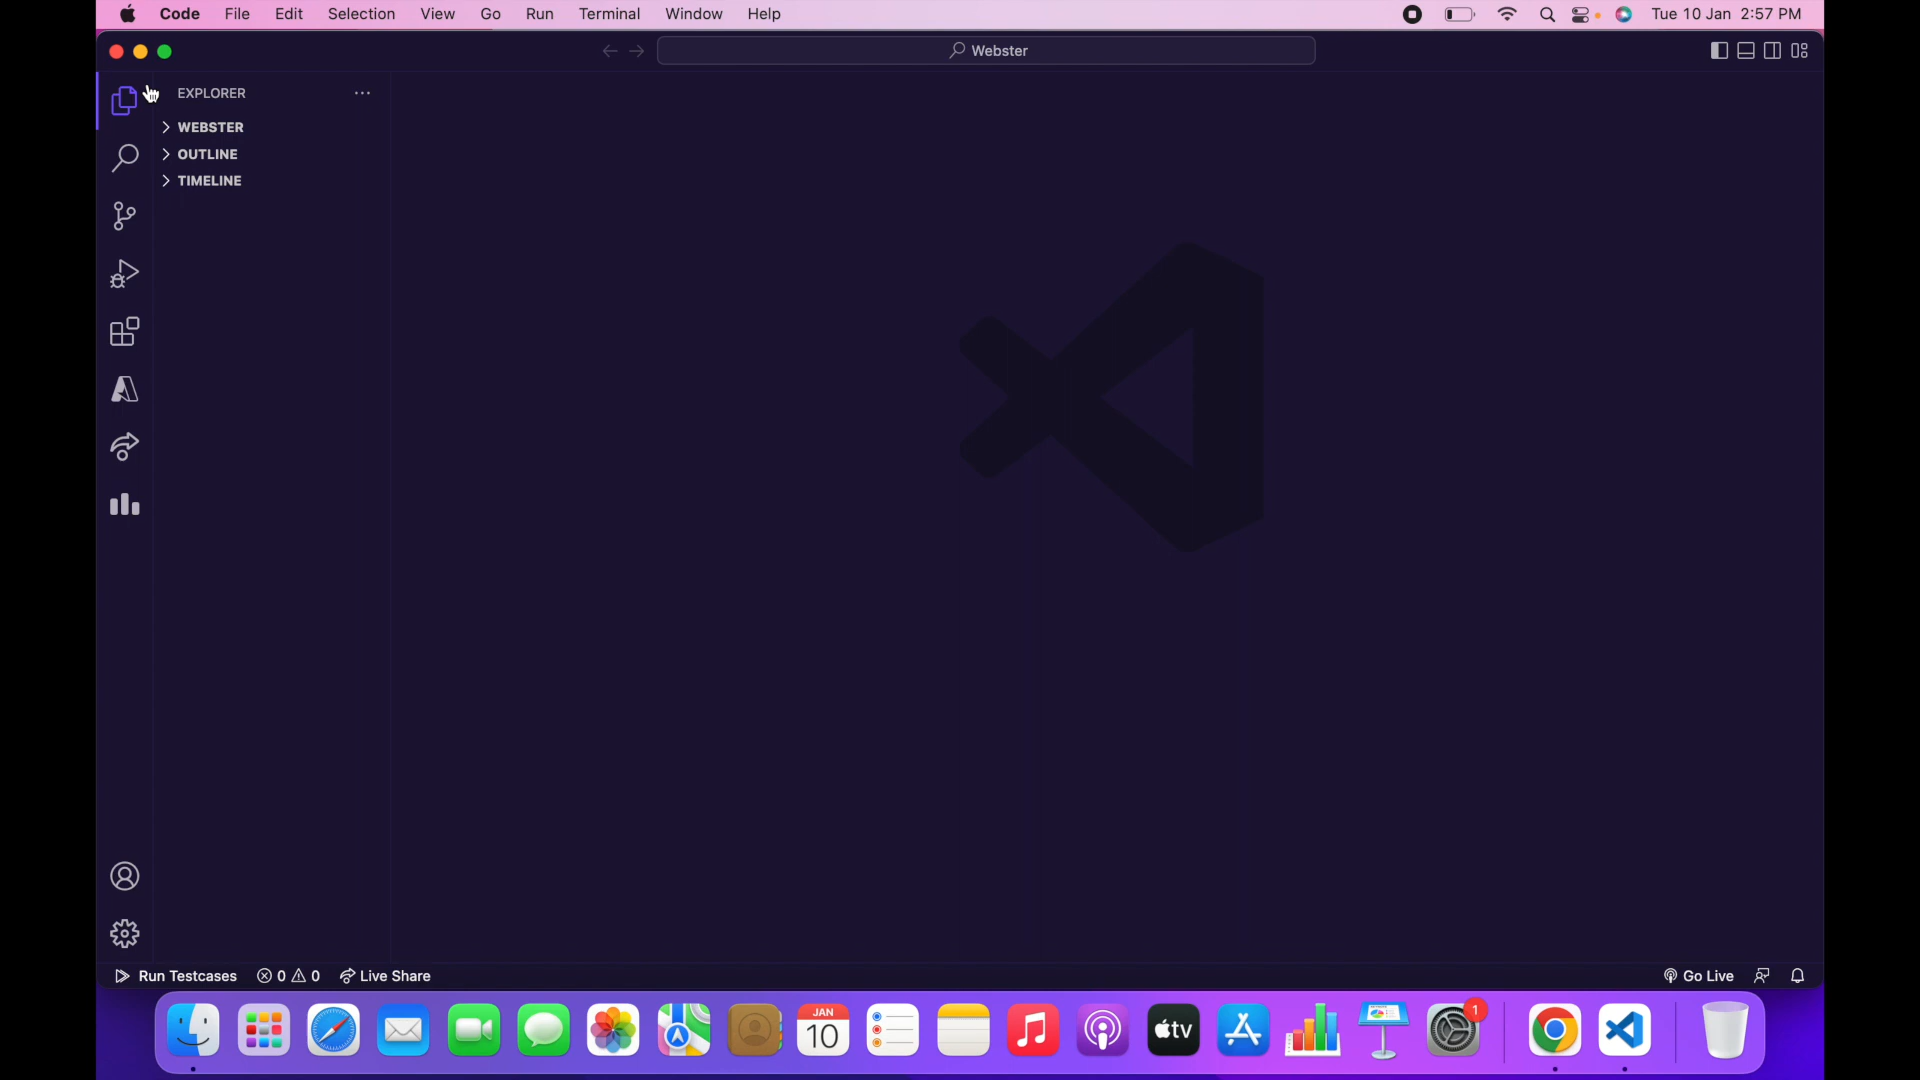 Code File Edit Selection View Go Run Terminal Window Help Tue 10 Jan 2:57 PM
Webster
EXPLORER
WEBSTER
OUTLINE
TIMELINE
Run Testcases 0 0 Live Share Go Live
JAN
10
tv
1